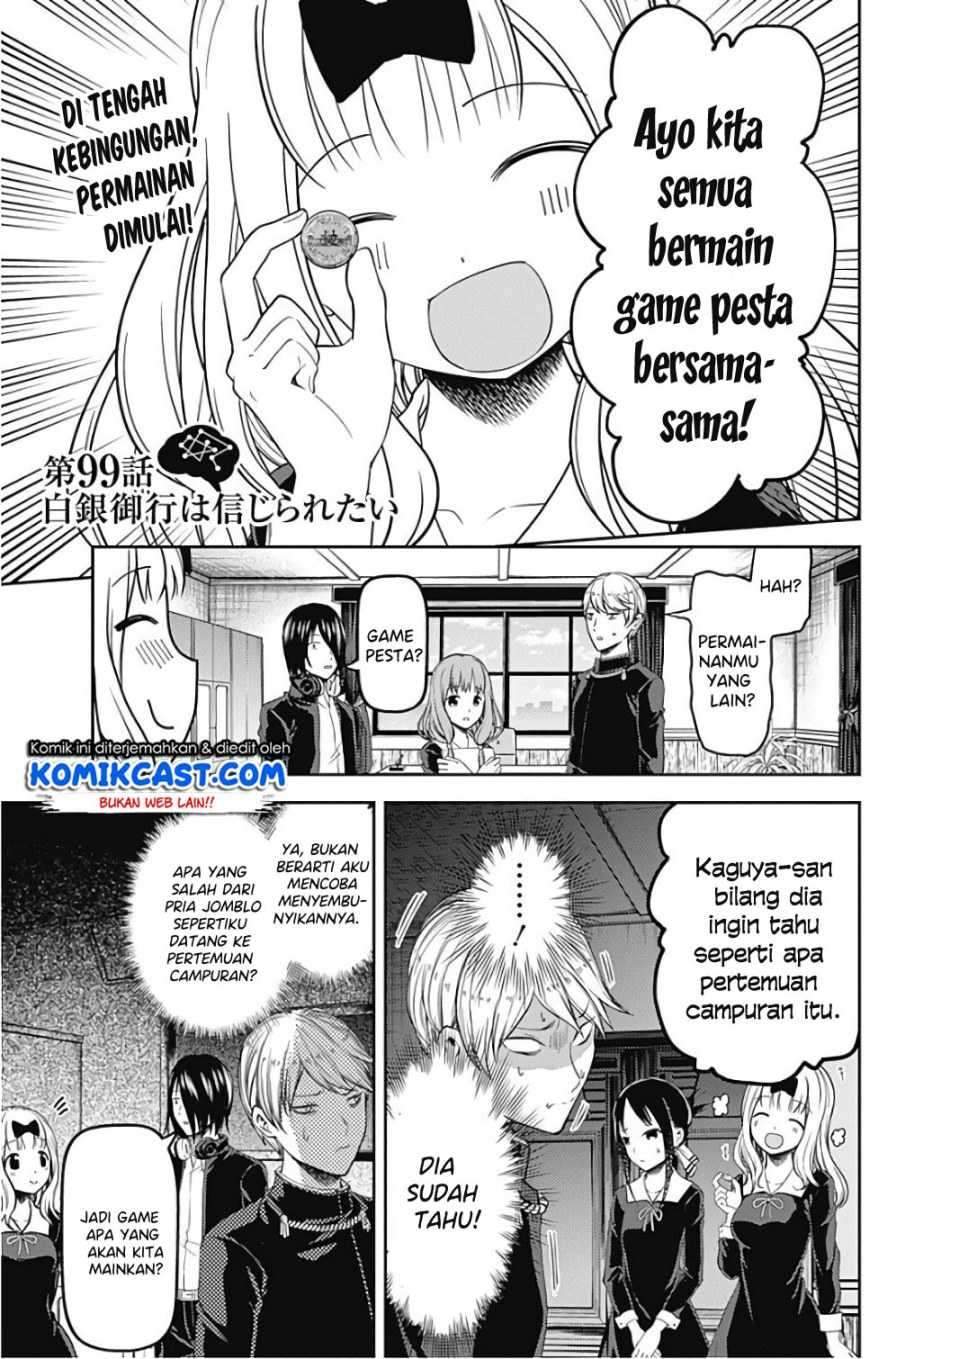 Ayo kita
semua
bermain
game pesta
bersama-
sama!
DI TENGAH
KEBINGUNGAN,
PERMAINAN
DIMULAI!
第99話
白銀御行は信じられたい
HAH?
PERMAI-
NANMU
YANG
LAIN?
GAME
PESTA?
Komik ini diterjemahkan & diedit oleh
KOMIKCAST.COM
BUKAN WEB LAIN!!
Kaguya-san
bilang dia
ingin tahu
seperti apa
pertemuan
campuran itu.
DIA
SUDAH
TAHU!
YA, BUKAN
BERARTI AKU
MENCOBA
MENYEMBU-
NYIKANNYA.
APA YANG
SALAH DARI
PRIA JOMBLO
SEPERTIKU
DATANG KE
PERTEMUAN
CAMPURAN?
JADI GAME
APA YANG
AKAN KITA
MAINKAN?